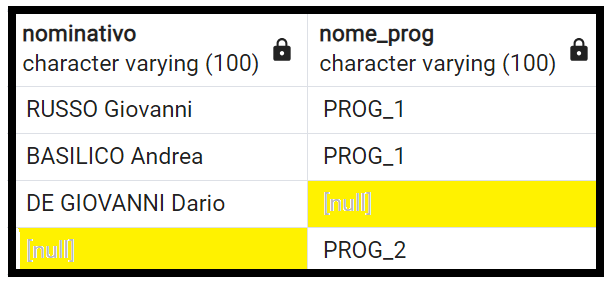 nominativo nome_prog
character varying (100) character varying (100)
RUSSO Giovanni PROG_1
BASILICO Andrea PROG_1
DE GIOVANNI Dario [null]
[null] PROG_2